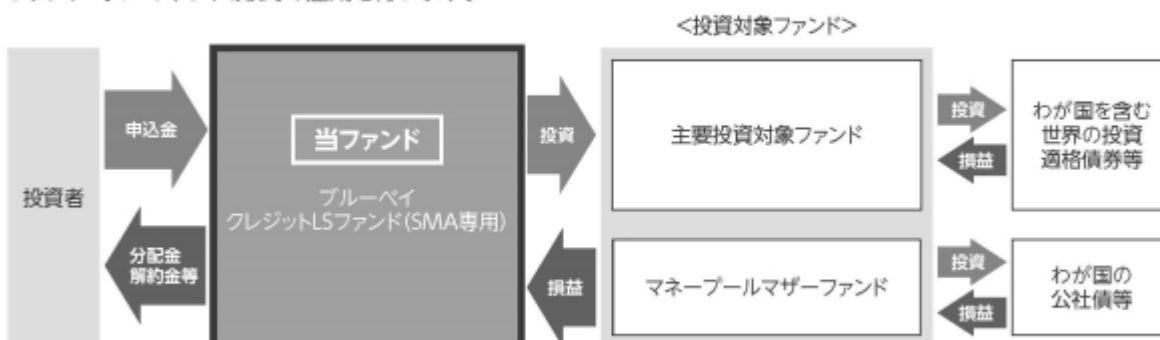 <投資対象ファンド>
投資者
申込金
分配金
解約金等
当ファンド
ブルーベイ
クレジットLSファンド(SMA専用)
投資
損益
主要投資対象ファンド
マネープールマザーファンド
投資
損益
わが国を含む
世界の投資
適格債券等
投資
損益
わが国の
公社債等